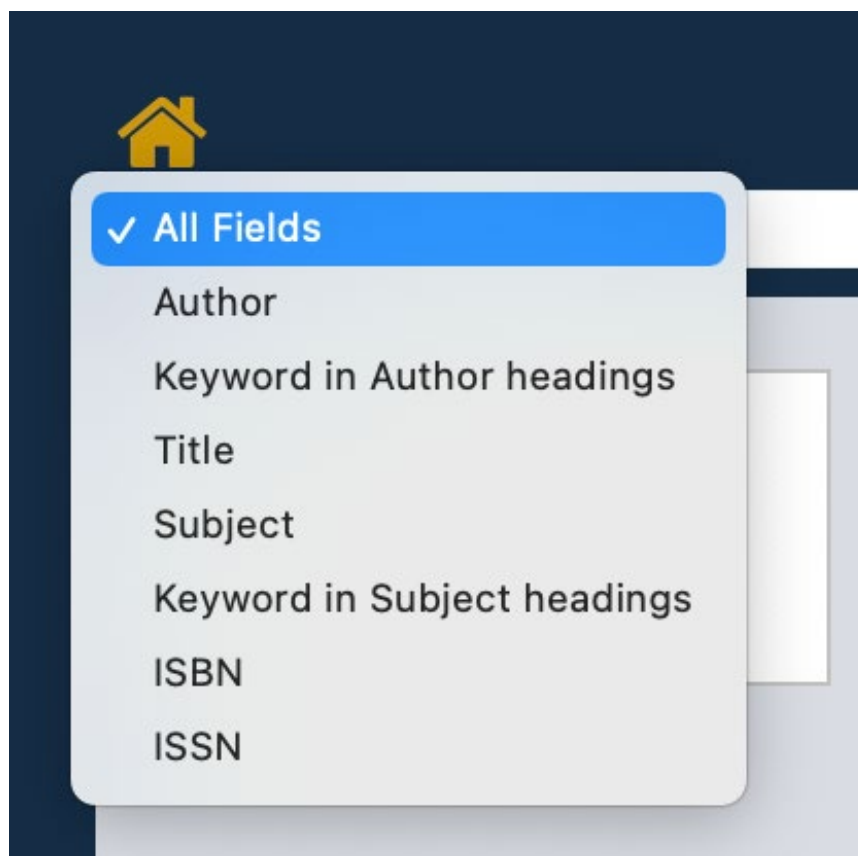 All Fields
Author
Keyword in Author headings
Title
Subject
Keyword in Subject headings
ISBN
ISSN